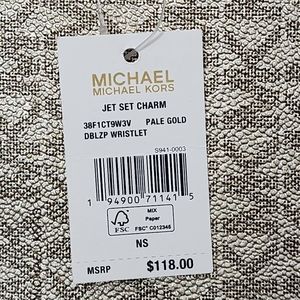 MICHAEL
MICHAEL KORS
JET SET CHARM
38F1CT9W3V PALE GOLD
DBLZP WRISTLET
S941-0003
1 94900 71141 5
FSC
MIX
Paper
FSC® C012345
NS
MSRP $118.00